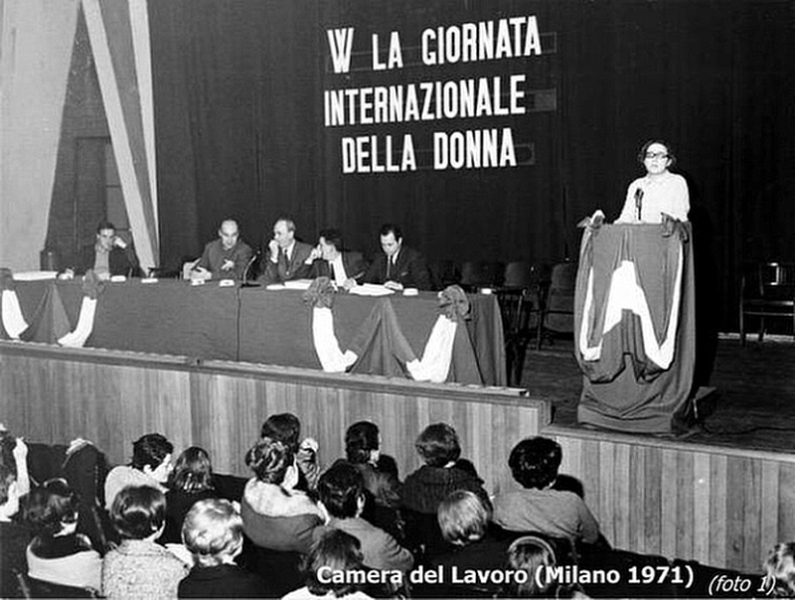 W LA GIORNATA
INTERNAZIONALE
DELLA DONNA
Camera del Lavoro (Milano 1971)
(foto 1)